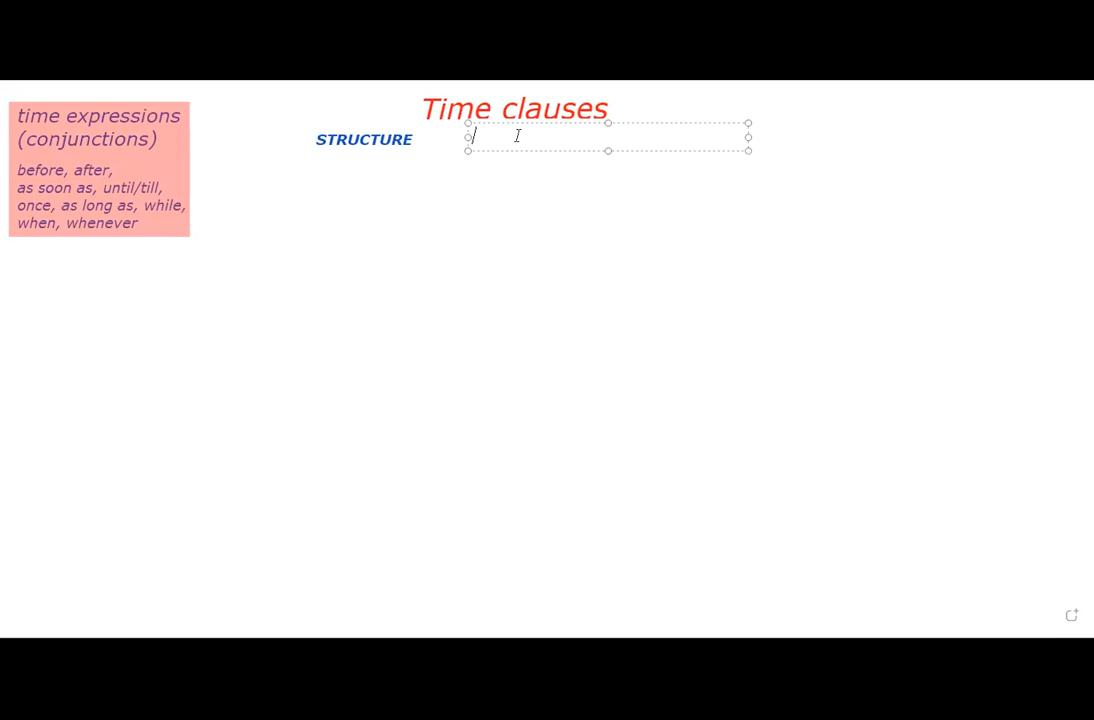 Time clauses
time expressions
(conjunctions)
before, after,
as soon as, until/till,
once, as long as, while,
when, whenever
STRUCTURE